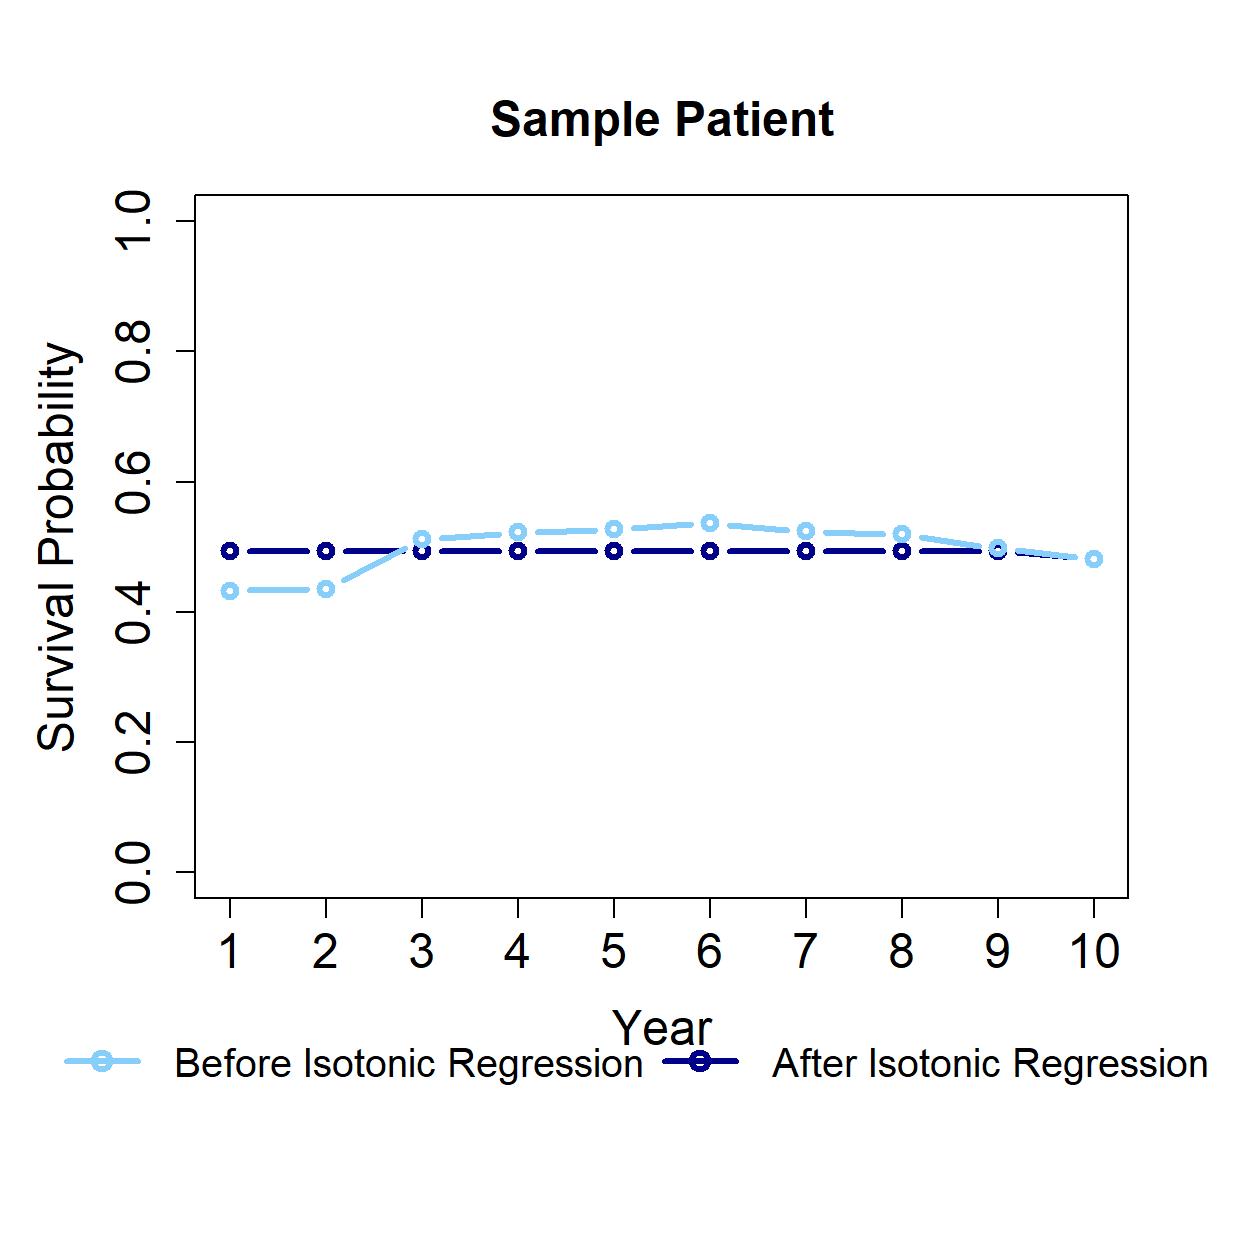 Sample Patient
Survival Probability
1.0
0.8
0.6
0.4
0.2
0.0
1 2 3 4 5 6 7 8 9 10
Year
Before Isotonic Regression After Isotonic Regression